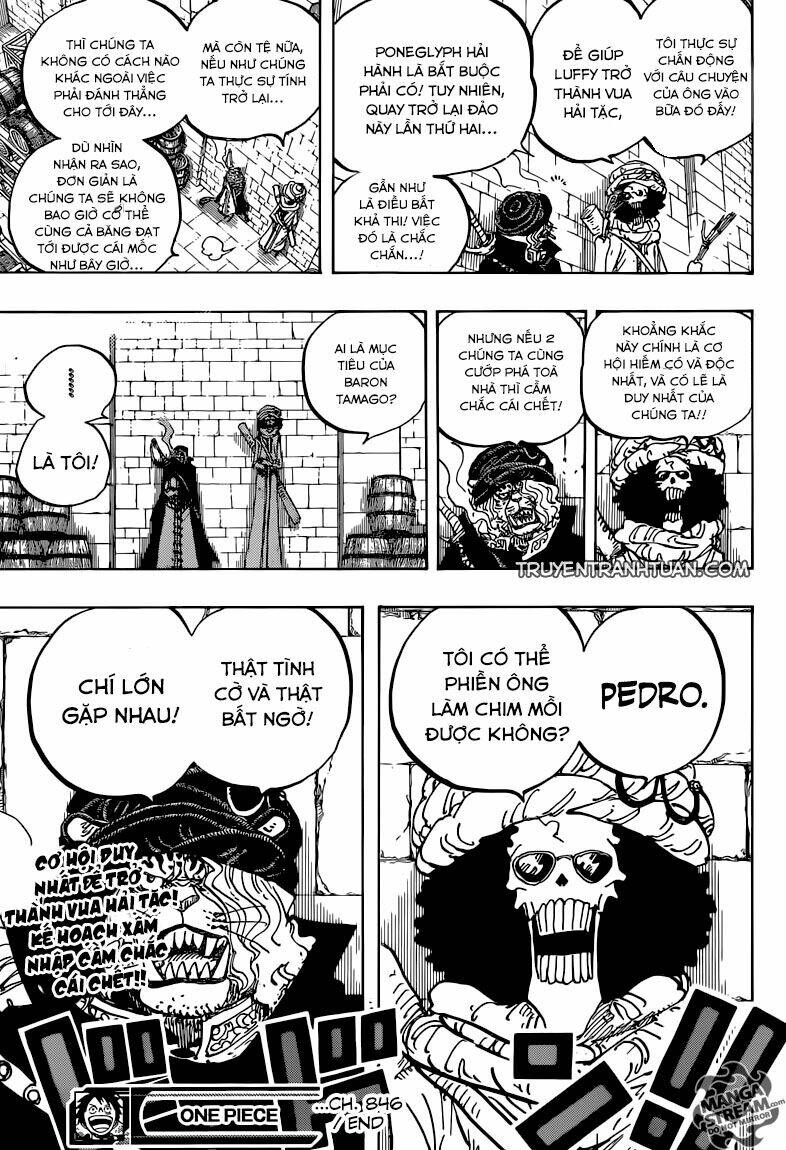 TÔI THỰC SỰ
CHẤN ĐỘNG
VỚI CÂU CHUYỆN
CỦA ÔNG VÀO
BỮA ĐÓ ĐẤY!
ĐỂ GIÚP
LUFFY TRỞ
THÀNH VUA
HẢI TẶC,
PONEGLYPH HẢI
HÀNH LÀ BẮT BUỘC
PHẢI CÓ! TUY NHIÊN,
QUAY TRỞ LẠI ĐẢO
NÀY LẦN THỨ HAI...
GẦN NHƯ
LÀ ĐIỀU BẤT
KHẢ THI! VIỆC
ĐÓ LÀ CHẮC
CHẮN...!
MÀ CÒN TỆ NỮA,
NẾU NHƯ CHÚNG
TA THỰC SỰ TÍNH
TRỞ LẠI...
THÌ CHÚNG TA
KHÔNG CÓ CÁCH NÀO
KHÁC NGOÀI VIỆC
PHẢI ĐÁNH THẲNG
CHO TỚI ĐÂY...
DÙ NHÌN
NHẬN RA SAO,
ĐƠN GIẢN LÀ
CHÚNG TA SẼ KHÔNG
BAO GIỜ CÓ THỂ
CÙNG CẢ BĂNG ĐẠT
TỚI ĐƯỢC CÁI MỐC
NHƯ BÂY GIỜ...
KHOẢNG KHẮC
NÀY CHÍNH LÀ CƠ
HỘI HIẾM CÓ VÀ ĐỘC
NHẤT, VÀ CÓ LẼ LÀ
DUY NHẤT CỦA
CHÚNG TA!!
NHƯNG NẾU 2
CHÚNG TA CÙNG
CƯỚP PHÁ TOÀ
NHÀ THÌ CẦM
CHẮC CÁI CHẾT!
AI LÀ MỤC
TIÊU CỦA
BARON
TAMAGO?
........
LÀ TÔI!
TRUYENTRANHTUAN.COM
PEDRO.
TÔI CÓ THỂ
PHIỀN ÔNG
LÀM CHIM MỒI
ĐƯỢC KHÔNG?
THẬT TÌNH
CỜ VÀ THẬT
BẤT NGỜ!
CHÍ LỚN
GẶP NHAU!
CƠ HỘI DUY
NHẤT ĐỂ TRỞ
THÀNH VUA HẢI TẶC!
KẾ HOẠCH XÂM
NHẬP CẦM CHẮC
CÁI CHẾT!!
ドドン!!
ONE PIECE
...CH. 846
/ END
MANGA
STREAM.com
DO NOT MIRROR